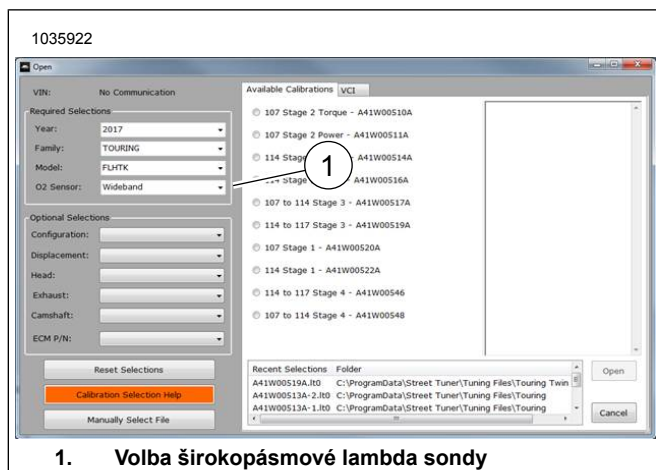 1035922
Open
VIN: No Communication
Required Selections
Year: 2017
Family: TOURING
Model: FLHTK
O2 Sensor: Wideband
Optional Selections
Configuration:
Displacement:
Head:
Exhaust:
Camshaft:
ECM P/N:
Reset Selections
Calibration Selection Help
Manually Select File
Available Calibrations VCI
107 Stage 2 Torque - A41W00510A
107 Stage 2 Power - A41W00511A
114 Stage - A41W00514A
Stage A41W00516A
107 to 114 Stage 3 - A41W00517A
114 to 117 Stage 3 - A41W00519A
107 Stage 1 - A41W00520A
114 Stage 1 - A41W00522A
114 to 117 Stage 4 - A41W00546
107 to 114 Stage 4 - A41W00548
1
Recent Selections Folder
A41W00519A.lt0 C:\ProgramData\Street Tuner\Tuning Files\Touring Twin
A41W00513A-2.lt0 C:\ProgramData\Street Tuner\Tuning Files\Touring
A41W00513A-1.lt0 C:\ProgramData\Street Tuner\Tuning Files\Touring
Open
Cancel
1. Volba širokopásmové lambda sondy